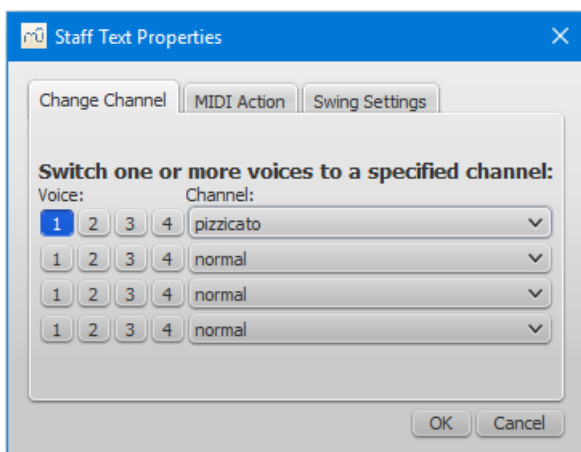 Staff Text Properties
Change Channel MIDI Action Swing Settings
Switch one or more voices to a specified channel:
Voice: Channel:
1 2 3 4 pizzicato
1 2 3 4 normal
1 2 3 4 normal
1 2 3 4 normal
OK Cancel